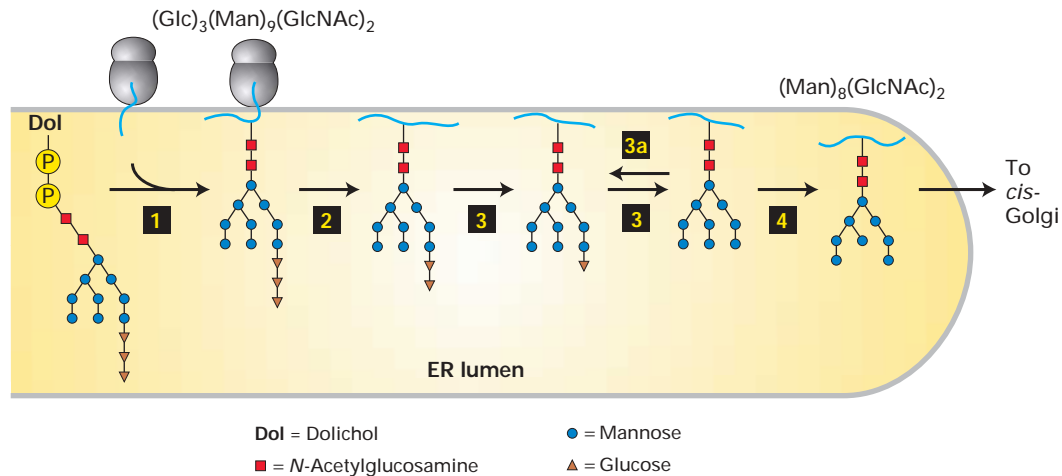 (Glc)3(Man)9(GlcNAc)2
(Man)8(GlcNAc)2
Dol
P
P
1
2
3
3a
3
4
To
cis-
Golgi
ER lumen
Dol = Dolichol
= Mannose
= N-Acetylglucosamine
= Glucose